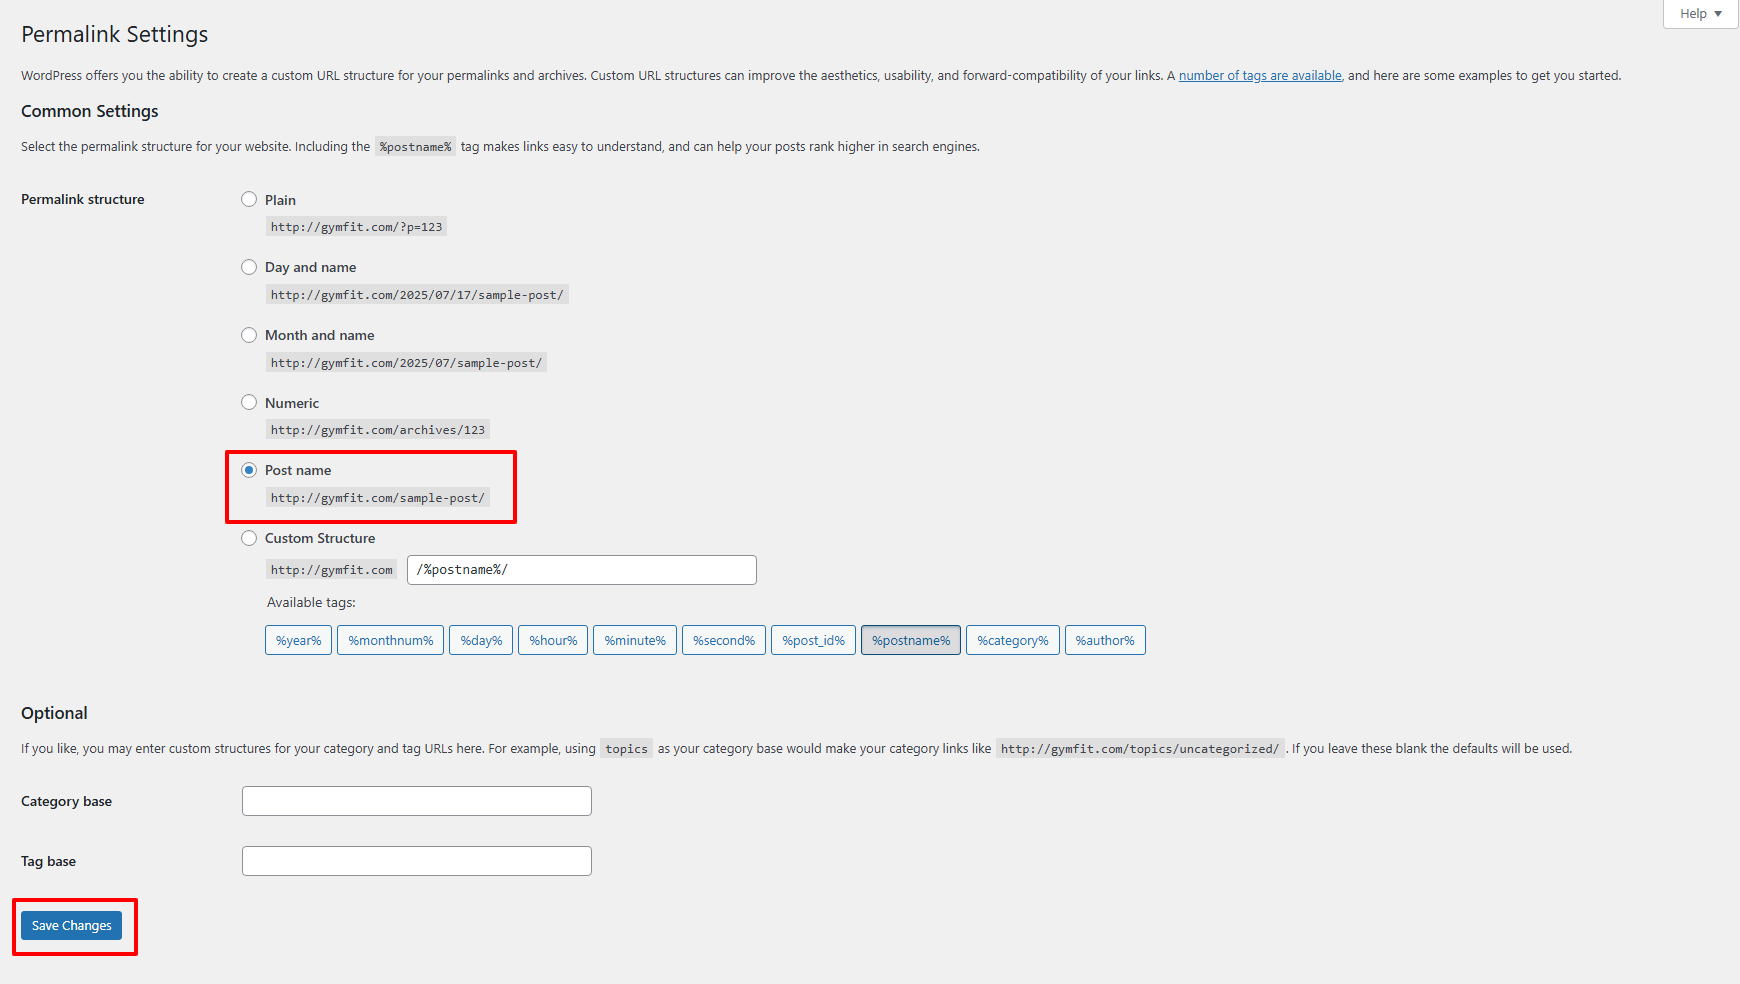 Help ▼
Permalink Settings
WordPress offers you the ability to create a custom URL structure for your permalinks and archives. Custom URL structures can improve the aesthetics, usability, and forward-compatibility of your links. A number of tags are available, and here are some examples to get you started.
Common Settings
Select the permalink structure for your website. Including the %postname% tag makes links easy to understand, and can help your posts rank higher in search engines.
Permalink structure
Plain
http://gymfit.com/?p=123
Day and name
http://gymfit.com/2025/07/17/sample-post/
Month and name
http://gymfit.com/2025/07/sample-post/
Numeric
http://gymfit.com/archives/123
Post name
http://gymfit.com/sample-post/
Custom Structure
http://gymfit.com /%postname%/
Available tags:
%year% %monthnum% %day% %hour% %minute% %second% %post_id% %postname% %category% %author%
Optional
If you like, you may enter custom structures for your category and tag URLs here. For example, using topics as your category base would make your category links like http://gymfit.com/topics/uncategorized/ . If you leave these blank the defaults will be used.
Category base
Tag base
Save Changes